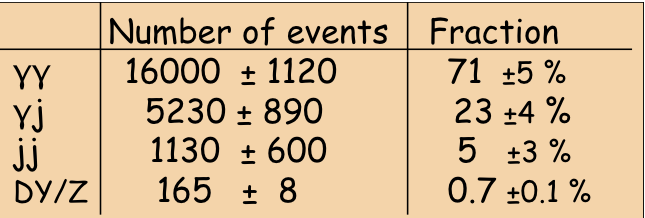 Number of events Fraction
γγ 16000 ± 1120 71 ±5 %
γj 5230 ± 890 23 ±4 %
jj 1130 ± 600 5 ±3 %
DY/Z 165 ± 8 0.7 ±0.1 %